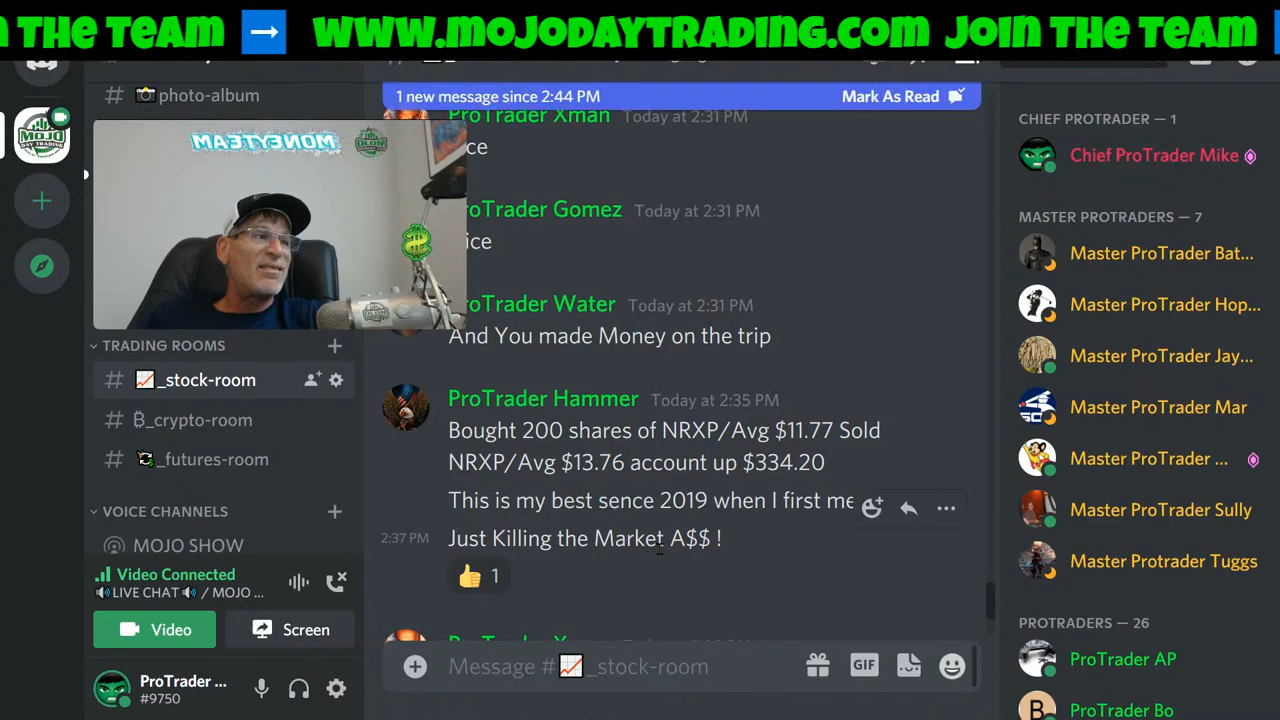 THE TEAM
WWW.MOJODAYTRADING.COM JOIN THE TEAM
photo-album
1 new message since 2:44 PM
Mark As Read
ProTrader Xman Today at 2:31 PM
MONEYTEAM
MOJO
DAY TRADING
Today at 2:31 PM
Today at 2:31 PM
And You made Money on the trip
TRADING ROOMS
_stock-room
_crypto-room
_futures-room
VOICE CHANNELS
MOJO SHOW
ProTrader Hammer Today at 2:35 PM
Bought 200 shares of NRXP/Avg $11.77 Sold
NRXP/Avg $13.76 account up $334.20
This is my best sence 2019 when I first me
2:37 PM Just Killing the Market A$$ !
1
Video Connected
LIVE CHAT / MOJO ...
Video
Screen
ProTrader ...
#9750
Message # _stock-room
GIF
CHIEF PROTRADER — 1
Chief ProTrader Mike
MASTER PROTRADERS — 7
Master ProTrader Bat...
Master ProTrader Hop...
Master ProTrader Jay...
Master ProTrader Mar
Master ProTrader ...
Master ProTrader Sully
Master Protrader Tuggs
PROTRADERS — 26
ProTrader AP
B
ProTrader Bo